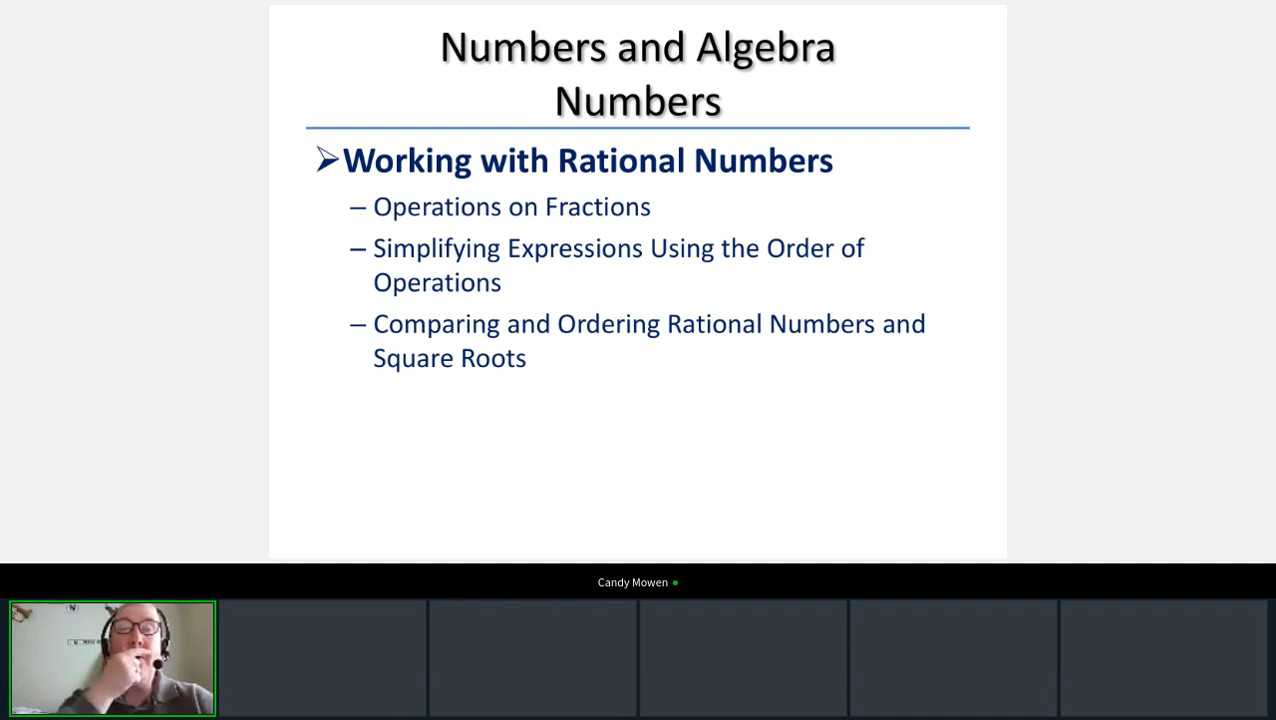 Numbers and Algebra
Numbers
➢Working with Rational Numbers
– Operations on Fractions
– Simplifying Expressions Using the Order of
Operations
– Comparing and Ordering Rational Numbers and
Square Roots
Candy Mowen